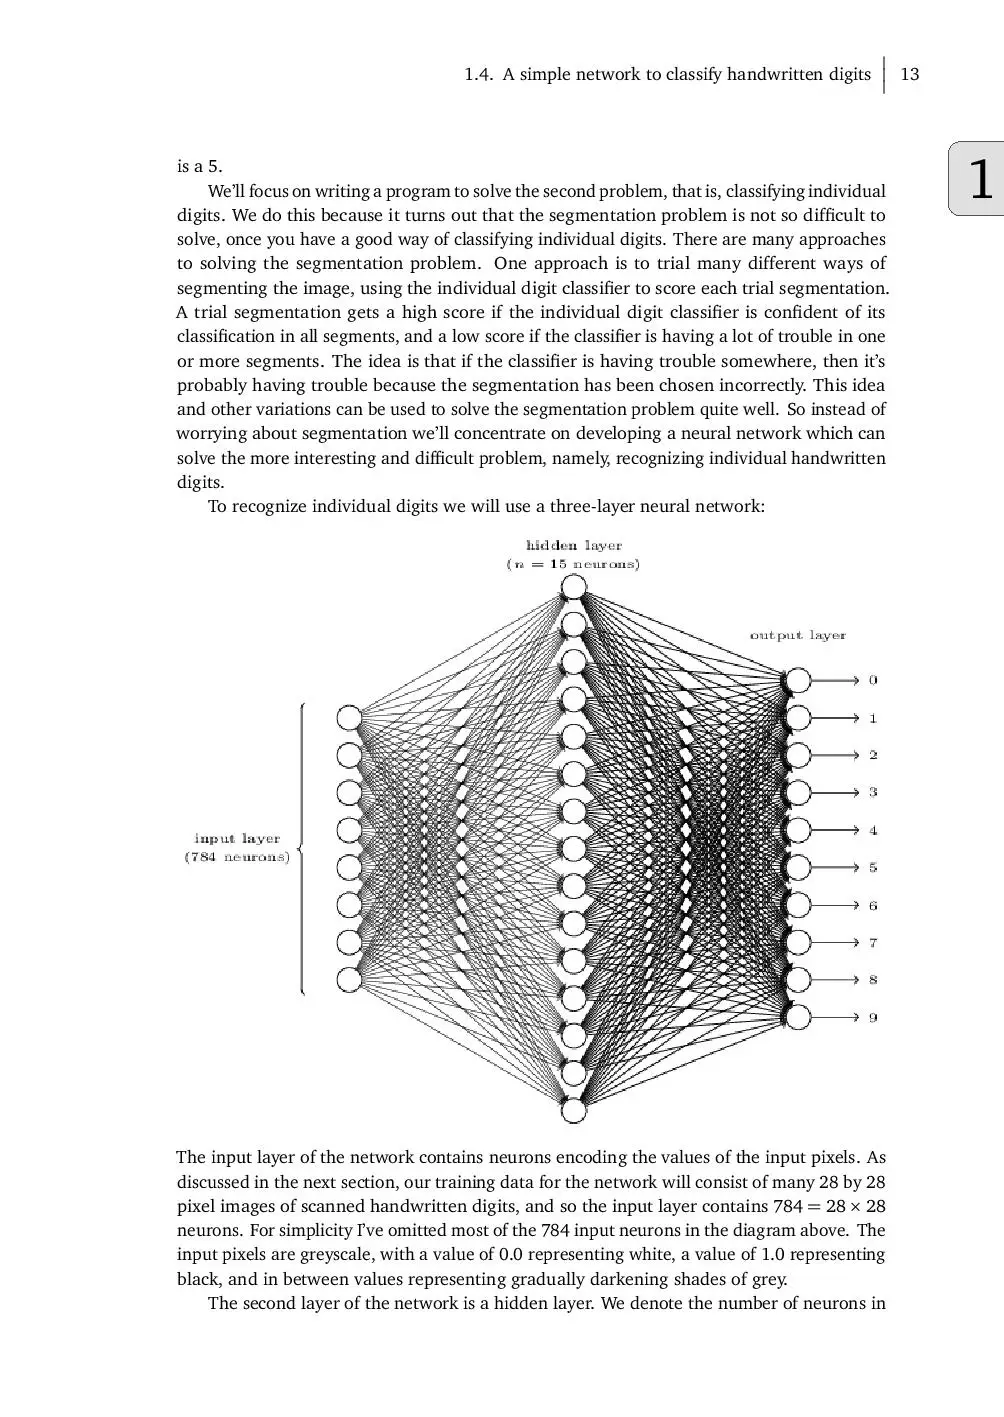 1.4. A simple network to classify handwritten digits 13
1
is a 5.
We'll focus on writing a program to solve the second problem, that is, classifying individual
digits. We do this because it turns out that the segmentation problem is not so difficult to
solve, once you have a good way of classifying individual digits. There are many approaches
to solving the segmentation problem. One approach is to trial many different ways of
segmenting the image, using the individual digit classifier to score each trial segmentation.
A trial segmentation gets a high score if the individual digit classifier is confident of its
classification in all segments, and a low score if the classifier is having a lot of trouble in one
or more segments. The idea is that if the classifier is having trouble somewhere, then it's
probably having trouble because the segmentation has been chosen incorrectly. This idea
and other variations can be used to solve the segmentation problem quite well. So instead of
worrying about segmentation we'll concentrate on developing a neural network which can
solve the more interesting and difficult problem, namely, recognizing individual handwritten
digits.
To recognize individual digits we will use a three-layer neural network:
hidden layer
(n = 15 neurons)
output layer
0
1
2
3
4
5
6
7
8
9
input layer
(784 neurons)
The input layer of the network contains neurons encoding the values of the input pixels. As
discussed in the next section, our training data for the network will consist of many 28 by 28
pixel images of scanned handwritten digits, and so the input layer contains 784 = 28 × 28
neurons. For simplicity I've omitted most of the 784 input neurons in the diagram above. The
input pixels are greyscale, with a value of 0.0 representing white, a value of 1.0 representing
black, and in between values representing gradually darkening shades of grey.
The second layer of the network is a hidden layer. We denote the number of neurons in